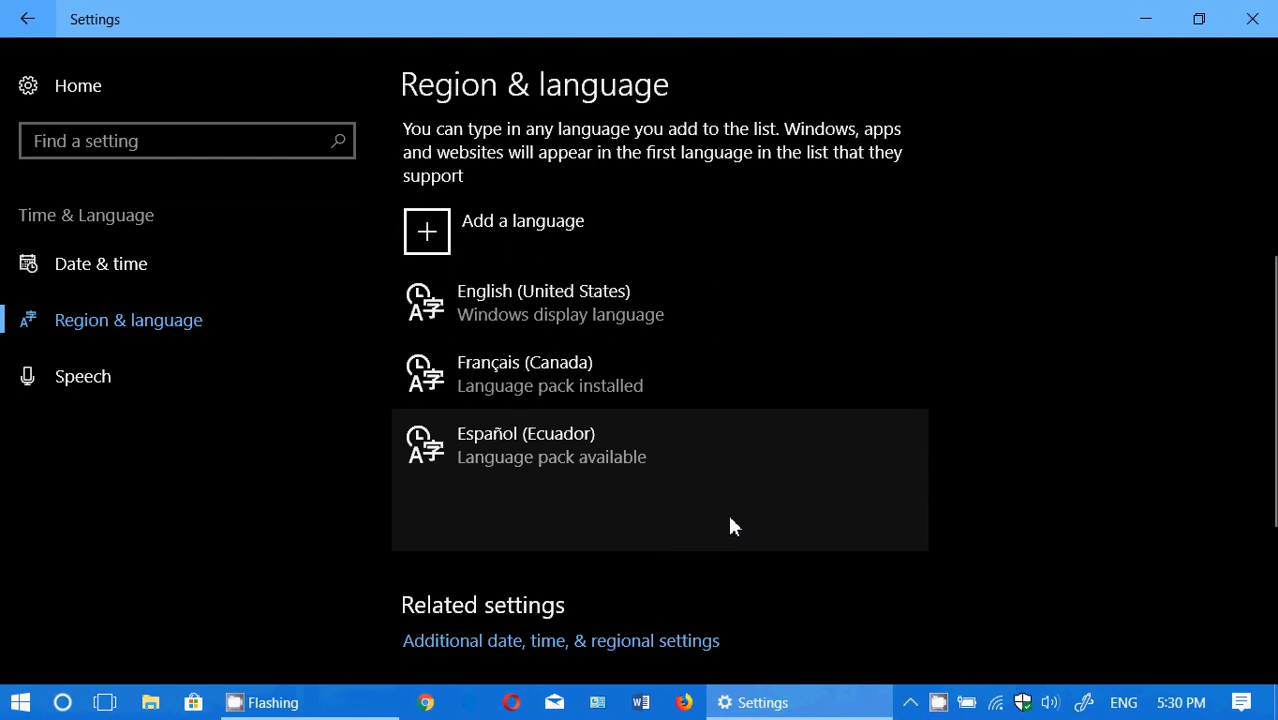 Settings
Home
Find a setting
Time & Language
Date & time
Region & language
Speech
Region & language
You can type in any language you add to the list. Windows, apps
and websites will appear in the first language in the list that they
support
Add a language
English (United States)
Windows display language
Français (Canada)
Language pack installed
Español (Ecuador)
Language pack available
Related settings
Additional date, time, & regional settings
Flashing
Settings
ENG
5:30 PM